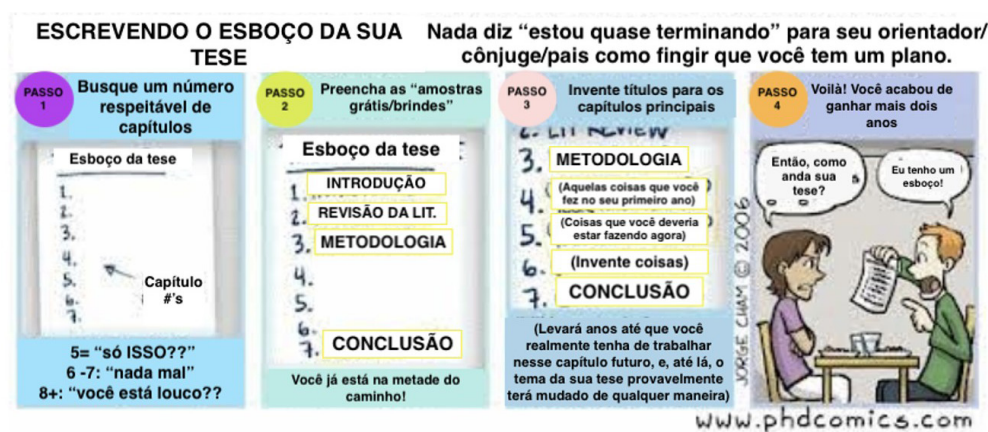 ESCREVENDO O ESBOÇO DA SUA
TESE
Nada diz “estou quase terminando” para seu orientador/
cônjuge/pais como fingir que você tem um plano.
PASSO
1
Busque um número
respeitável de
capítulos
Esboço da tese
1.
2.
3.
4.
5.
6.
7.
Capítulo
#’s
5= “só ISSO??”
6 -7: “nada mal”
8+: “você está louco??
PASSO
2
Preencha as “amostras
grátis/brindes”
Esboço da tese
1. INTRODUÇÃO
2. REVISÃO DA LIT.
3. METODOLOGIA
4.
5.
6.
7. CONCLUSÃO
Você já está na metade do
caminho!
PASSO
3
Invente títulos para os
capítulos principais
2. LIT REVIEW
3. METODOLOGIA
4. (Aquelas coisas que você
fez no seu primeiro ano)
5. (Coisas que você deveria
estar fazendo agora)
6. (Invente coisas)
7. CONCLUSÃO
(Levará anos até que você
realmente tenha de trabalhar
nesse capítulo futuro, e, até lá, o
tema da sua tese provavelmente
terá mudado de qualquer maneira)
PASSO
4
Voilà! Você acabou de
ganhar mais dois
anos
Então, como
anda sua
tese?
Eu tenho um
esboço!
JORGE CHAM © 2006
www.phdcomics.com